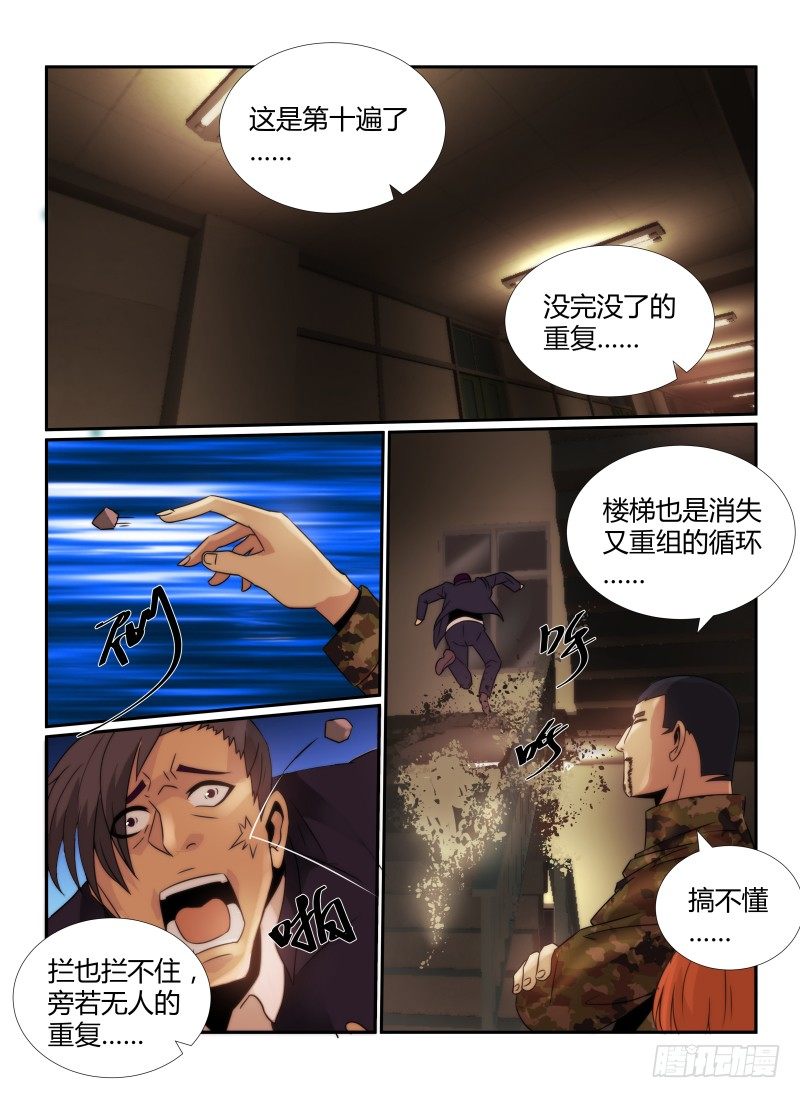 这是第十遍了
……
没完没了的
重复……
楼梯也是消失
又重组的循环
……
呼
呼
啪
拦也拦不住，
旁若无人的
重复……
搞不懂
……
腾讯动漫